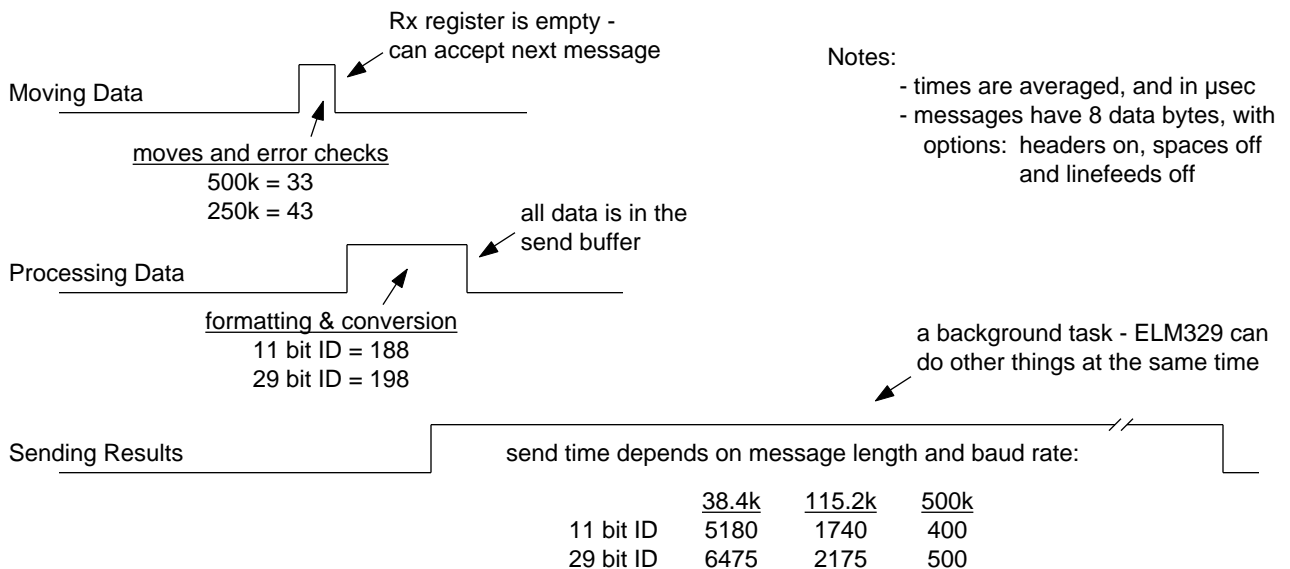 Rx register is empty -
can accept next message
Notes:
- times are averaged, and in µsec
- messages have 8 data bytes, with
options: headers on, spaces off
and linefeeds off
Moving Data
moves and error checks
500k = 33
250k = 43
all data is in the
send buffer
Processing Data
formatting & conversion
11 bit ID = 188
29 bit ID = 198
a background task - ELM329 can
do other things at the same time
Sending Results
send time depends on message length and baud rate:
38.4k 115.2k 500k
11 bit ID 5180 1740 400
29 bit ID 6475 2175 500